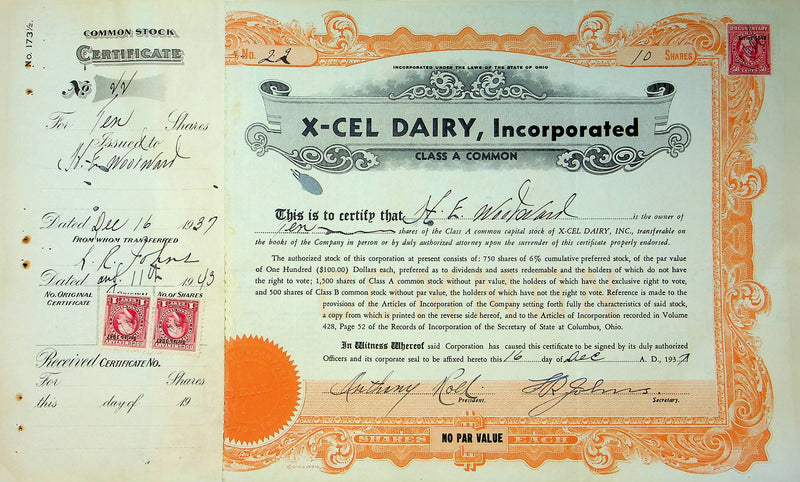 No. 173½.
COMMON STOCK
CERTIFICATE
No 22
For Ten Shares
Issued to
H. E. Woodward
Dated Dec 16 1937
FROM WHOM TRANSFERRED
L. R. Johns
Dated Aug 11th 1943
NO. ORIGINAL CERTIFICATE
NO. OF SHARES
Received CERTIFICATE NO.
For Shares
this day of 19
No. 22
10 SHARES
DOCUMENTARY
INCORPORATED UNDER THE LAWS OF THE STATE OF OHIO
X-CEL DAIRY, Incorporated
CLASS A COMMON
This is to certify that H. E. Woodward is the owner of
Ten shares of the Class A common capital stock of X-CEL DAIRY, INC., transferable
on the books of the Company in person or by duly authorized attorney upon the surrender of this certificate properly endorsed.
The authorized stock of this corporation at present consists of: 750 shares of 6% cumulative preferred stock, of the par
value of One Hundred ($100.00) Dollars each, preferred as to dividends and assets redeemable and the holders of which do not
have the right to vote; 1,500 shares of Class A common stock without par value, the holders of which have the exclusive right to vote,
and 500 shares of Class B common stock without par value, the holders of which have not the right to vote. Reference is made to the
provisions of the Articles of Incorporation of the Company setting forth fully the characteristics of said stock,
a copy from which is printed on the reverse side hereof, and to the Articles of Incorporation recorded in Volume
428, Page 52 of the Records of Incorporation of the Secretary of State at Columbus, Ohio.
In Witness Whereof said Corporation has caused this certificate to be signed by its duly authorized
Officers and its corporate seal to be affixed hereto this 16 day of Dec A. D., 1937
Anthony
President.
L R Johns
Secretary.
SHARES NO PAR VALUE EACH